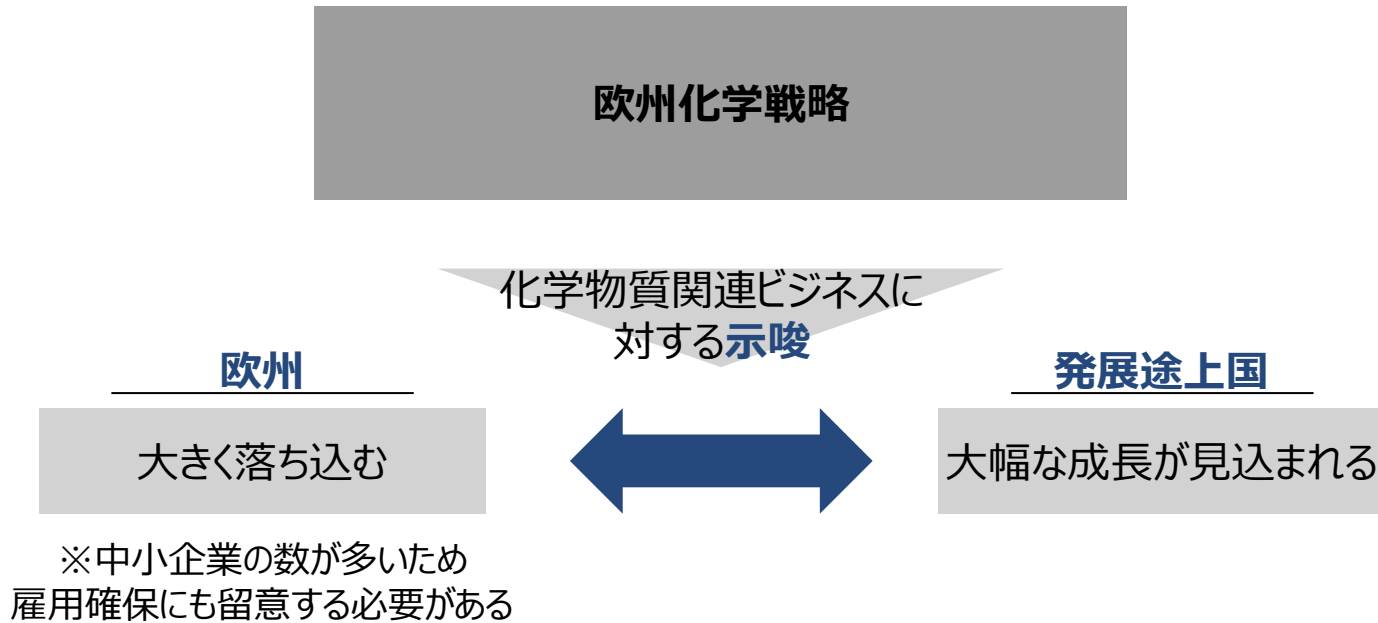 欧州化学戦略
化学物質関連ビジネスに
対する示唆
欧州
発展途上国
大きく落ち込む
大幅な成長が見込まれる
※中小企業の数が多いため
雇用確保にも留意する必要がある